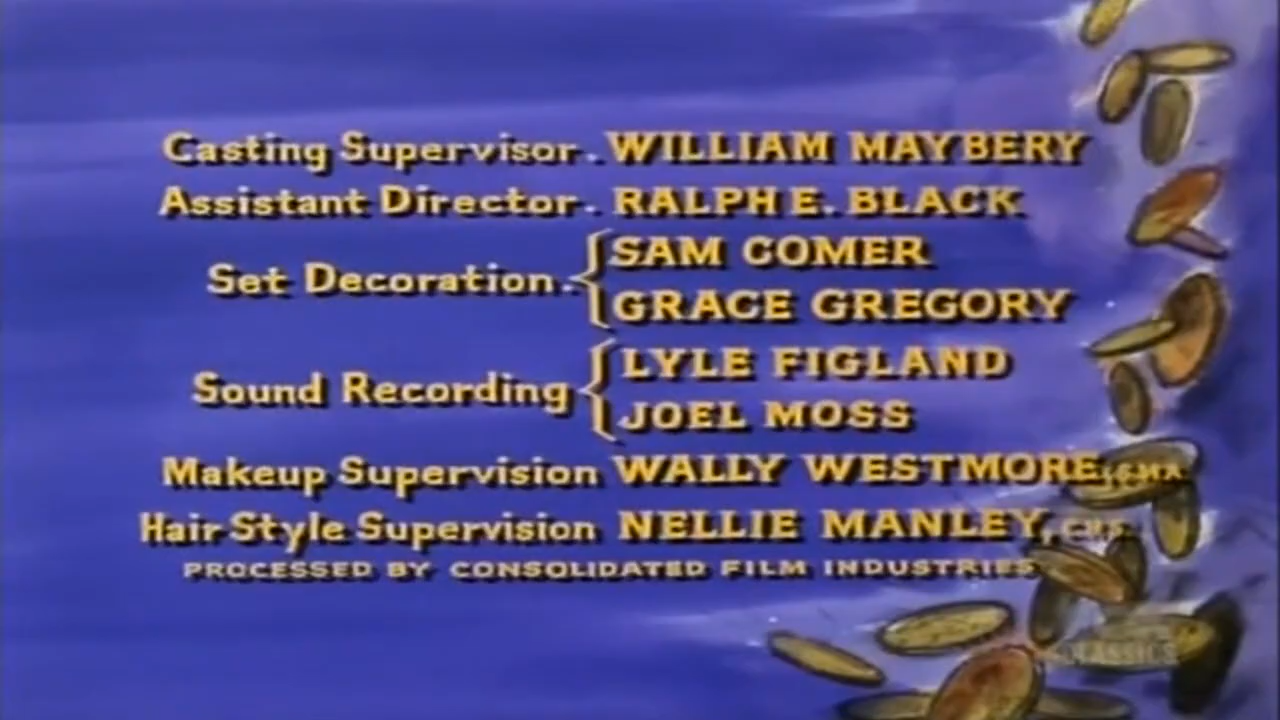 Casting Supervisor. WILLIAM MAYBERY
Assistant Director. RALPH E. BLACK
Set Decoration. SAM COMER
GRACE GREGORY
Sound Recording LYLE FIGLAND
JOEL MOSS
Makeup Supervision WALLY WESTMORE,
Hair Style Supervision NELLIE MANLEY, C.H.S.
PROCESSED BY CONSOLIDATED FILM INDUSTRIES
CLASSICS